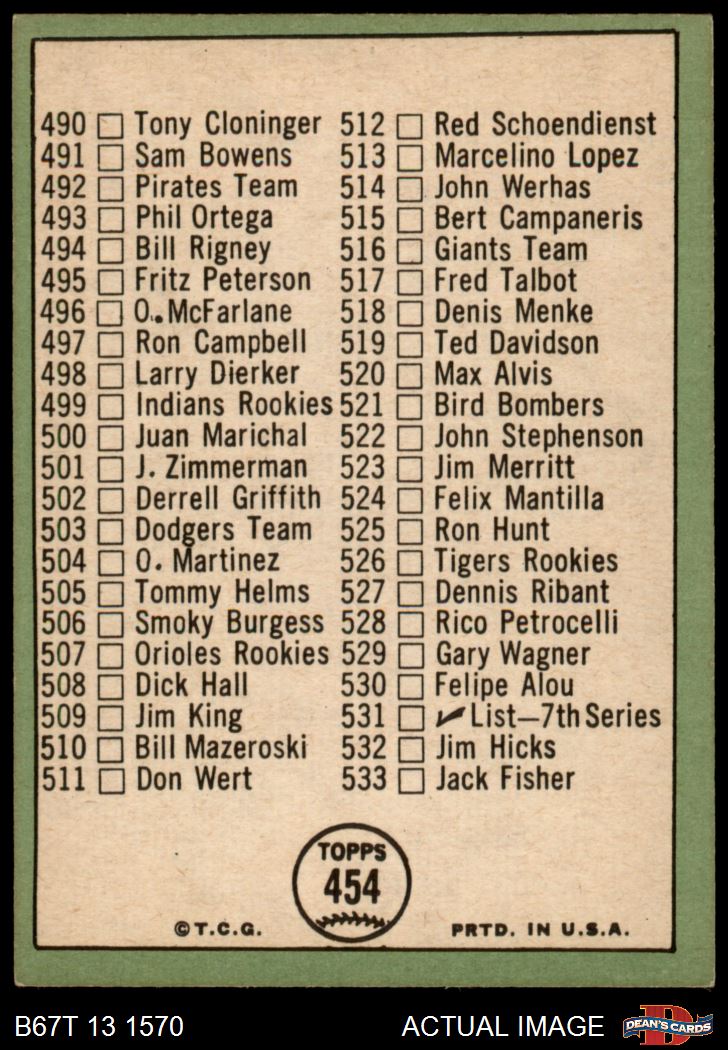 490 □ Tony Cloninger
491 □ Sam Bowens
492 □ Pirates Team
493 □ Phil Ortega
494 □ Bill Rigney
495 □ Fritz Peterson
496 □ O. McFarlane
497 □ Ron Campbell
498 □ Larry Dierker
499 □ Indians Rookies
500 □ Juan Marichal
501 □ J. Zimmerman
502 □ Derrell Griffith
503 □ Dodgers Team
504 □ O. Martinez
505 □ Tommy Helms
506 □ Smoky Burgess
507 □ Orioles Rookies
508 □ Dick Hall
509 □ Jim King
510 □ Bill Mazeroski
511 □ Don Wert
512 □ Red Schoendienst
513 □ Marcelino Lopez
514 □ John Werhas
515 □ Bert Campaneris
516 □ Giants Team
517 □ Fred Talbot
518 □ Denis Menke
519 □ Ted Davidson
520 □ Max Alvis
521 □ Bird Bombers
522 □ John Stephenson
523 □ Jim Merritt
524 □ Felix Mantilla
525 □ Ron Hunt
526 □ Tigers Rookies
527 □ Dennis Ribant
528 □ Rico Petrocelli
529 □ Gary Wagner
530 □ Felipe Alou
531 □ ✔List—7th Series
532 □ Jim Hicks
533 □ Jack Fisher
TOPPS
454
©T.C.G.
PRTD. IN U.S.A.
B67T 13 1570
ACTUAL IMAGE
D
DEAN'S CARDS